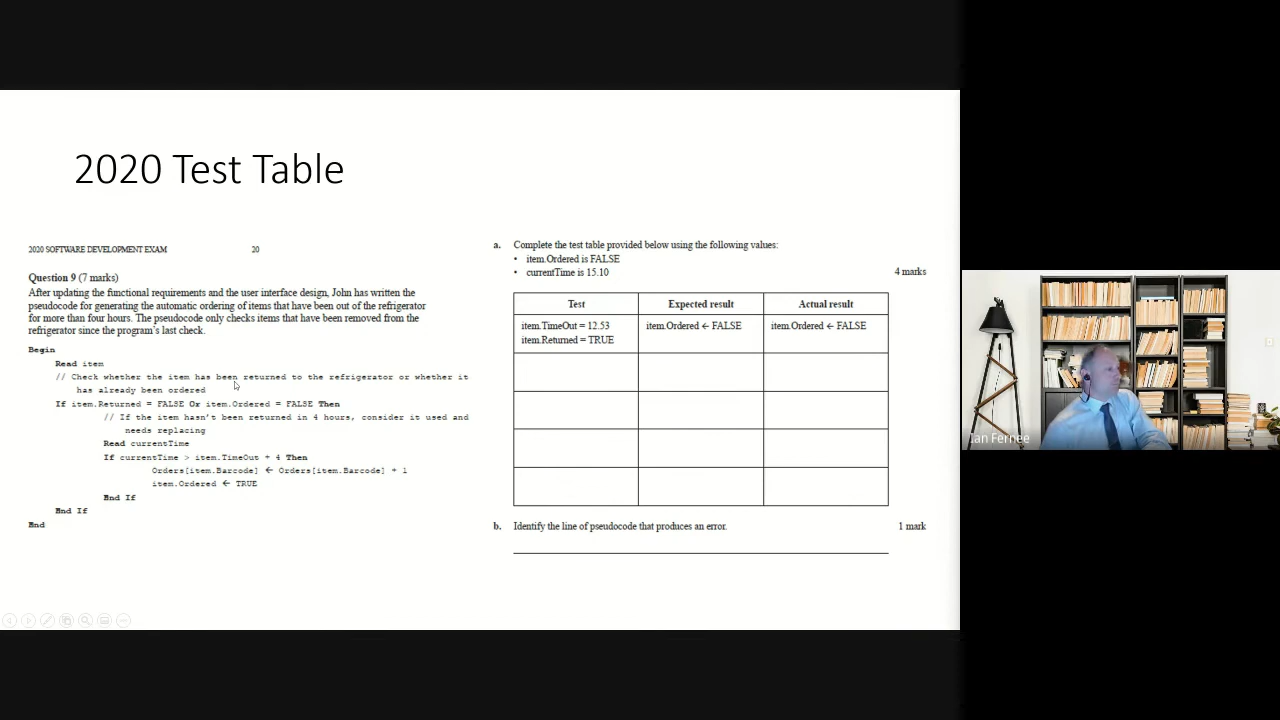 2020 Test Table
2020 SOFTWARE DEVELOPMENT EXAM 20
Question 9 (7 marks)
After updating the functional requirements and the user interface design, John has written the
pseudocode for generating the automatic ordering of items that have been out of the refrigerator
for more than four hours. The pseudocode only checks items that have been removed from the
refrigerator since the program's last check.
Begin
Read item
// Check whether the item has been returned to the refrigerator or whether it
has already been ordered
If item.Returned = FALSE Or item.Ordered = FALSE Then
// If the item hasn't been returned in 4 hours, consider it used and
needs replacing
Read currentTime
If currentTime > item.TimeOut + 4 Then
Orders[item.Barcode] ← Orders[item.Barcode] + 1
item.Ordered ← TRUE
End If
End If
End
a. Complete the test table provided below using the following values:
• item.Ordered is FALSE
• currentTime is 15.10
4 marks
Test Expected result Actual result
item.TimeOut = 12.53 item.Ordered ← FALSE item.Ordered ← FALSE
item.Returned = TRUE
b. Identify the line of pseudocode that produces an error. 1 mark
Ian Fernee